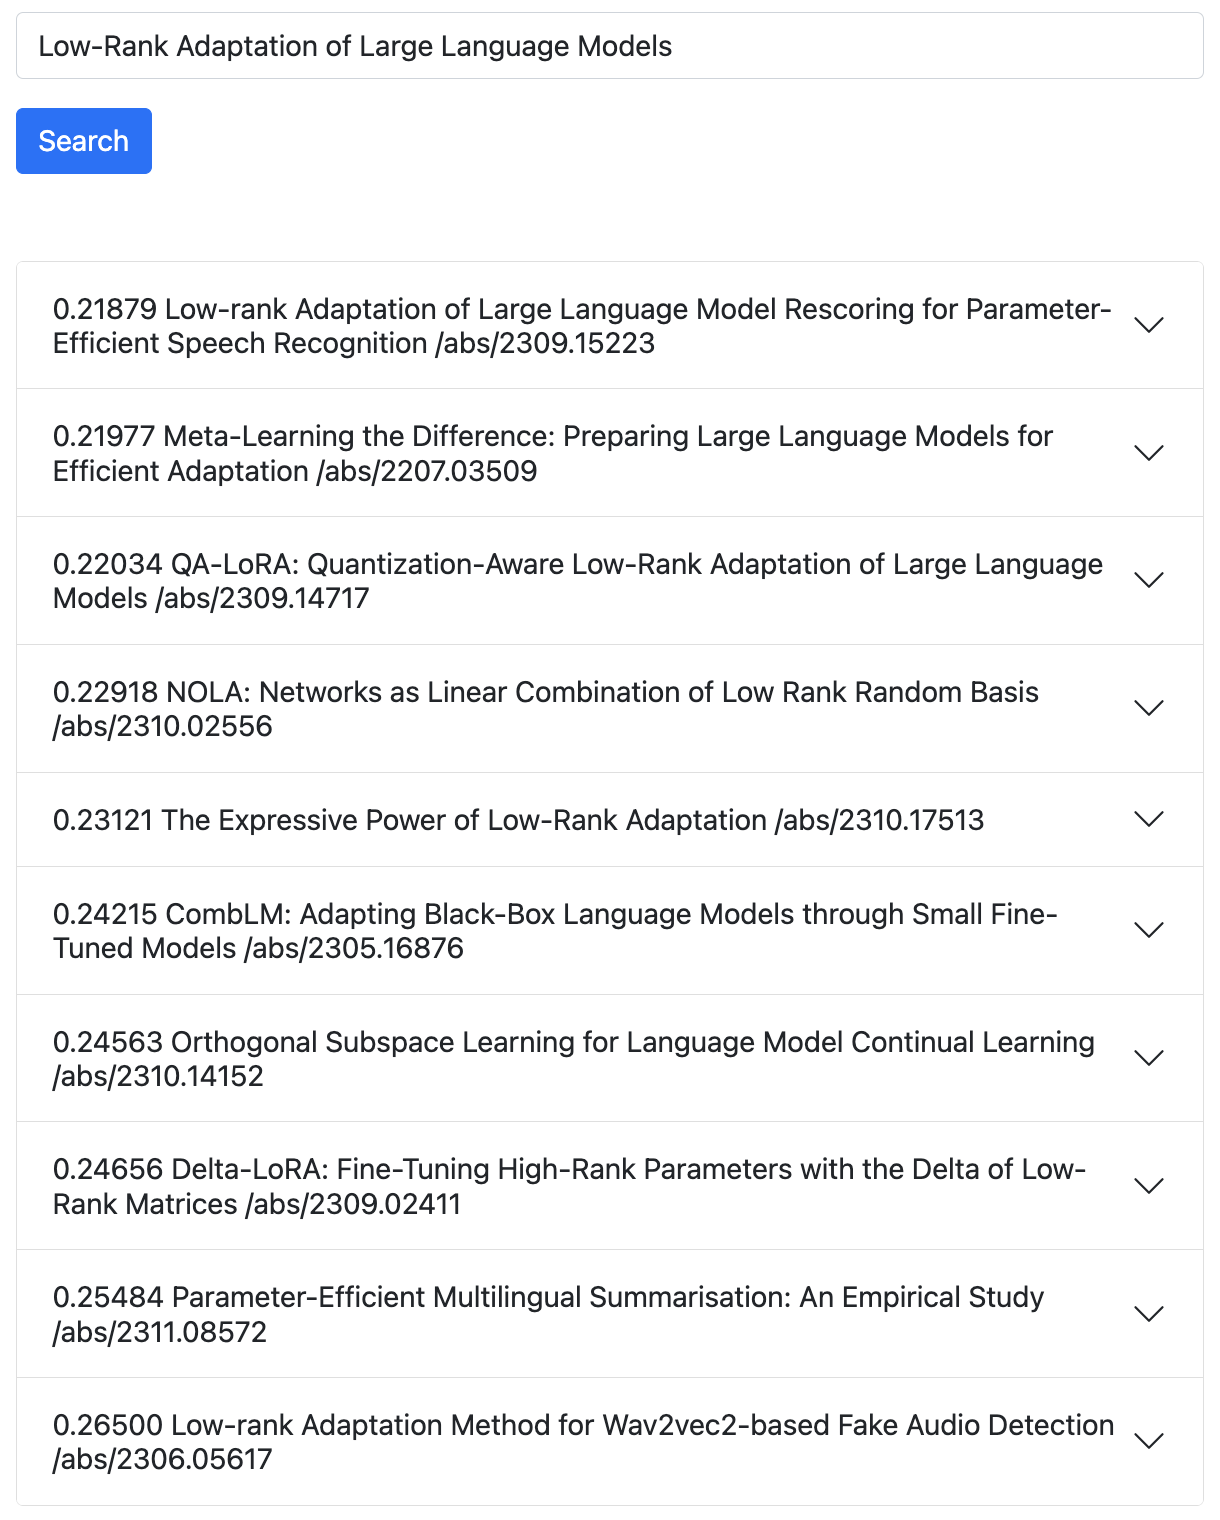 Low-Rank Adaptation of Large Language Models
Search
0.21879 Low-rank Adaptation of Large Language Model Rescoring for Parameter-
Efficient Speech Recognition /abs/2309.15223
0.21977 Meta-Learning the Difference: Preparing Large Language Models for
Efficient Adaptation /abs/2207.03509
0.22034 QA-LoRA: Quantization-Aware Low-Rank Adaptation of Large Language
Models /abs/2309.14717
0.22918 NOLA: Networks as Linear Combination of Low Rank Random Basis
/abs/2310.02556
0.23121 The Expressive Power of Low-Rank Adaptation /abs/2310.17513
0.24215 CombLM: Adapting Black-Box Language Models through Small Fine-
Tuned Models /abs/2305.16876
0.24563 Orthogonal Subspace Learning for Language Model Continual Learning
/abs/2310.14152
0.24656 Delta-LoRA: Fine-Tuning High-Rank Parameters with the Delta of Low-
Rank Matrices /abs/2309.02411
0.25484 Parameter-Efficient Multilingual Summarisation: An Empirical Study
/abs/2311.08572
0.26500 Low-rank Adaptation Method for Wav2vec2-based Fake Audio Detection
/abs/2306.05617